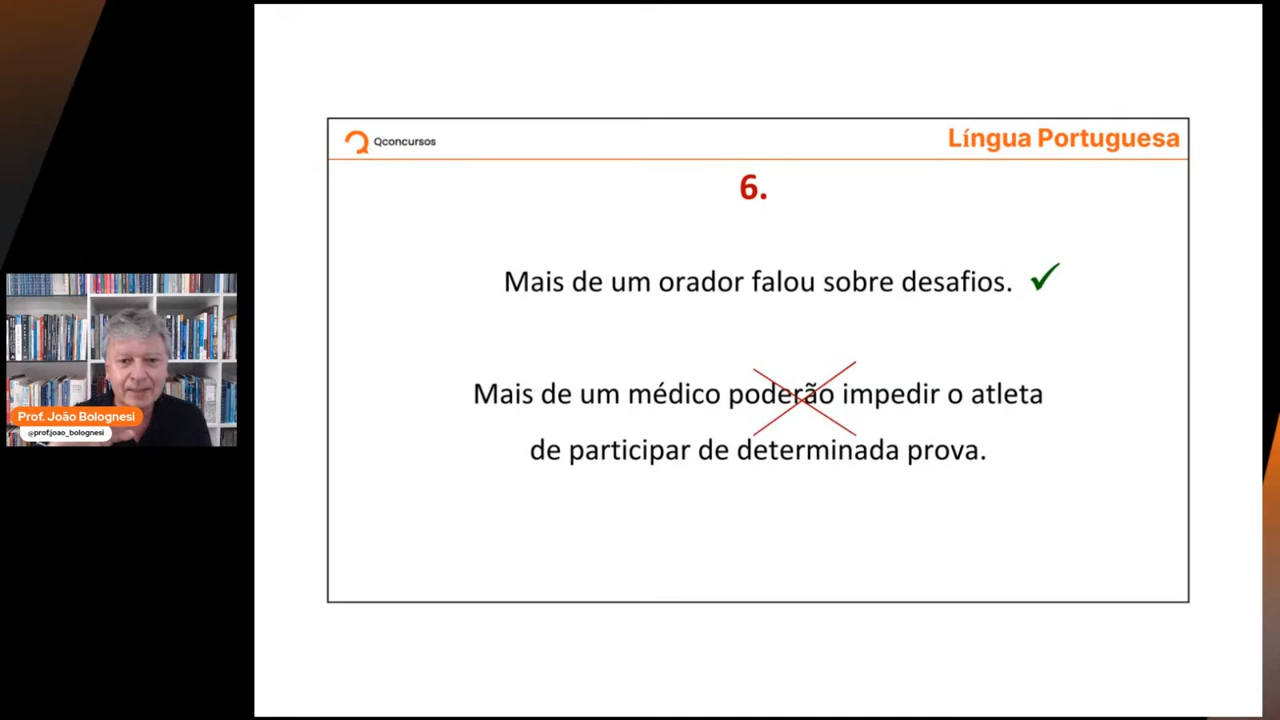 Qconcursos
Língua Portuguesa
6.
Mais de um orador falou sobre desafios.
Mais de um médico poderão impedir o atleta
de participar de determinada prova.
Prof. João Bolognesi
@prof.joao_bolognesi